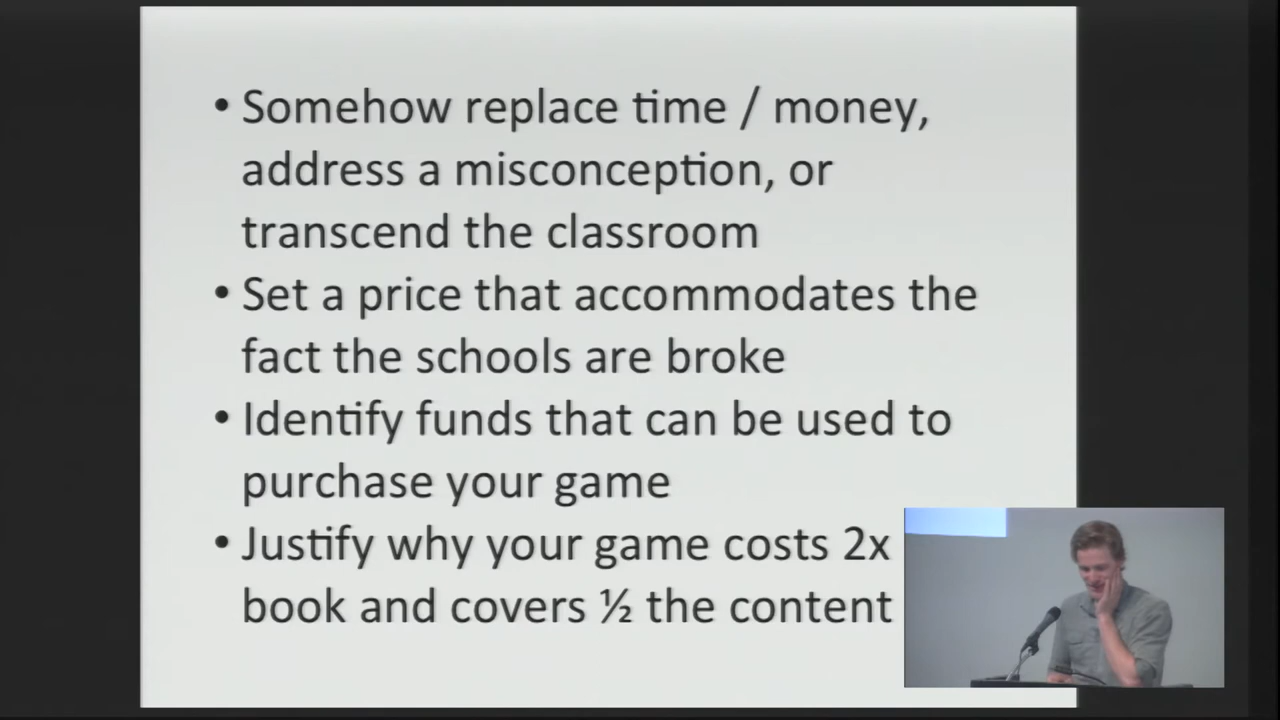 • Somehow replace time / money,
address a misconception, or
transcend the classroom
• Set a price that accommodates the
fact the schools are broke
• Identify funds that can be used to
purchase your game
• Justify why your game costs 2x
book and covers ½ the content